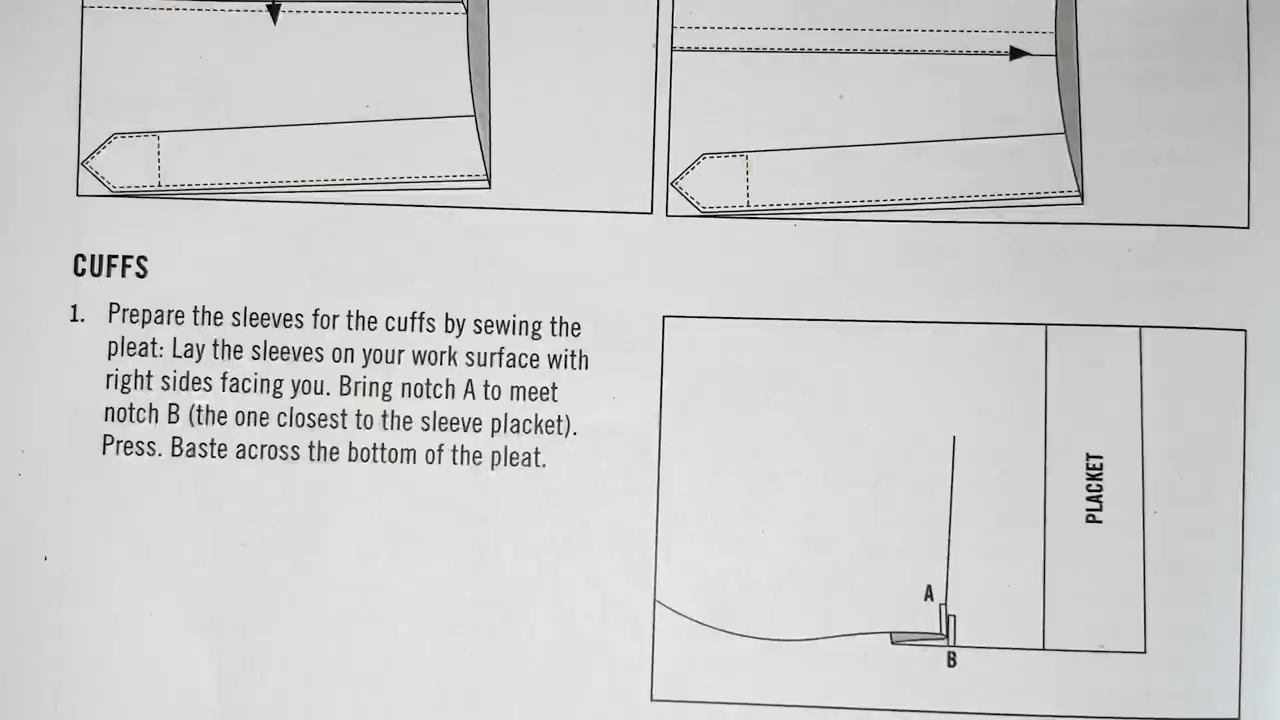 CUFFS
1. Prepare the sleeves for the cuffs by sewing the
pleat: Lay the sleeves on your work surface with
right sides facing you. Bring notch A to meet
notch B (the one closest to the sleeve placket).
Press. Baste across the bottom of the pleat.
PLACKET
A
B